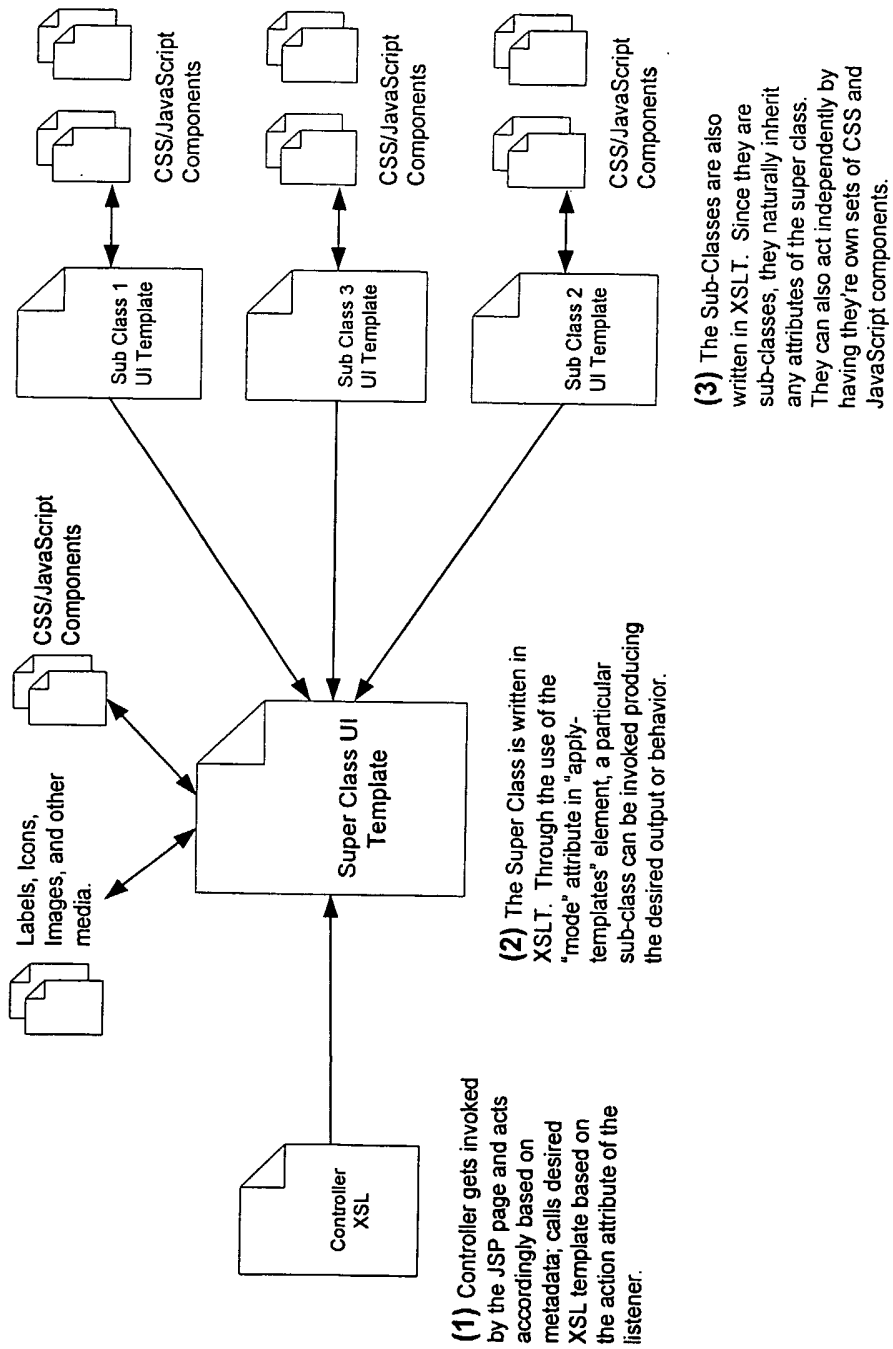 Labels, Icons,
Images, and other
media.
CSS/JavaScript
Components
Controller
XSL
Super Class UI
Template
Sub Class 1
UI Template
CSS/JavaScript
Components
Sub Class 3
UI Template
CSS/JavaScript
Components
Sub Class 2
UI Template
CSS/JavaScript
Components
(1) Controller gets invoked
by the JSP page and acts
accordingly based on
metadata; calls desired
XSL template based on
the action attribute of the
listener.
(2) The Super Class is written in
XSLT. Through the use of the
“mode” attribute in “apply-
templates” element, a particular
sub-class can be invoked producing
the desired output or behavior.
(3) The Sub-Classes are also
written in XSLT. Since they are
sub-classes, they naturally inherit
any attributes of the super class.
They can also act independently by
having they're own sets of CSS and
JavaScript components.